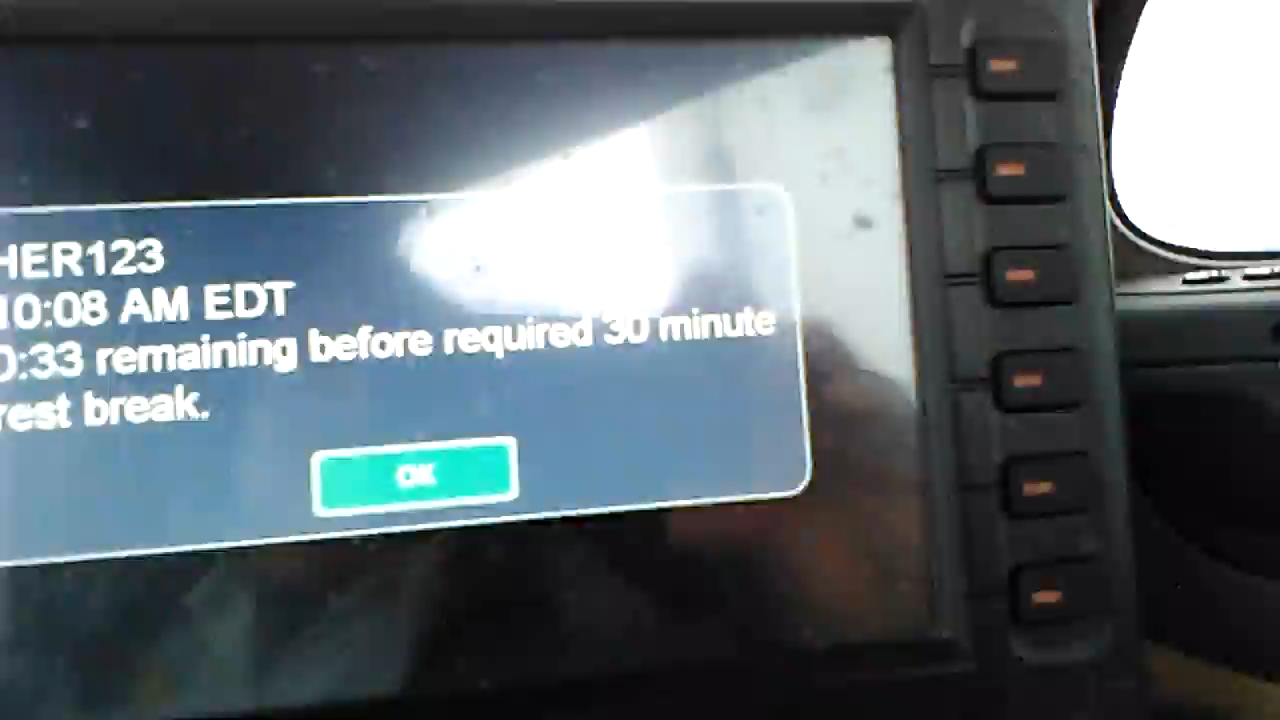 HER123
10:08 AM EDT
0:33 remaining before required 30 minute
rest break.
OK